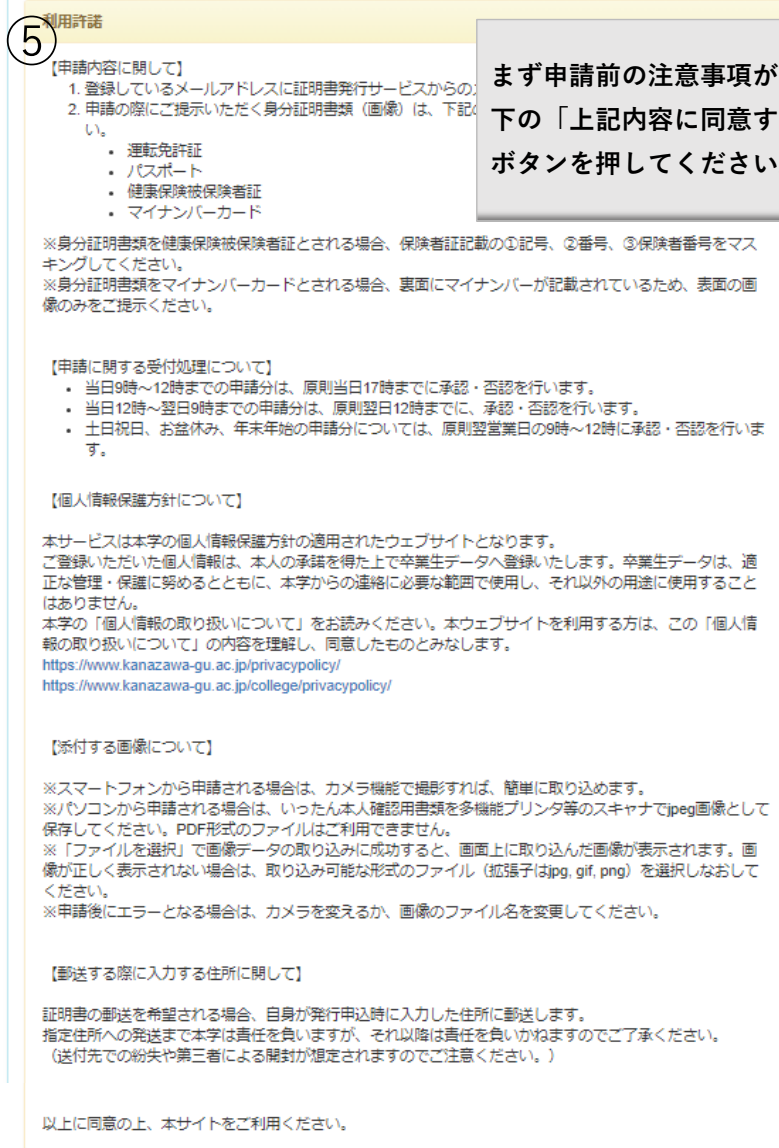 ⑤
利用許諾
【申請内容に関して】
1. 登録しているメールアドレスに証明書発行サービスからの
2. 申請の際にご提示いただく身分証明書類（画像）は、下記
い。
• 運転免許証
• パスポート
• 健康保険被保険者証
• マイナンバーカード
まず申請前の注意事項が
下の「上記内容に同意す
ボタンを押してください
※身分証明書類を健康保険被保険者証とされる場合、保険者証記載の①記号、②番号、③保険者番号をマス
キングしてください。
※身分証明書類をマイナンバーカードとされる場合、裏面にマイナンバーが記載されているため、表面の画
像のみをご提示ください。
【申請に関する受付処理について】
• 当日9時～12時までの申請分は、原則当日17時までに承認・否認を行います。
• 当日12時～翌日9時までの申請分は、原則翌日12時までに、承認・否認を行います。
• 土日祝日、お盆休み、年末年始の申請分については、原則翌営業日の9時～12時に承認・否認を行いま
す。
【個人情報保護方針について】
本サービスは本学の個人情報保護方針の適用されたウェブサイトとなります。
ご登録いただいた個人情報は、本人の承諾を得た上で卒業生データへ登録いたします。卒業生データは、適
正な管理・保護に努めるとともに、本学からの連絡に必要な範囲で使用し、それ以外の用途に使用すること
はありません。
本学の「個人情報の取り扱いについて」をお読みください。本ウェブサイトを利用する方は、この「個人情
報の取り扱いについて」の内容を理解し、同意したものとみなします。
https://www.kanazawa-gu.ac.jp/privacypolicy/
https://www.kanazawa-gu.ac.jp/college/privacypolicy/
【添付する画像について】
※スマートフォンから申請される場合は、カメラ機能で撮影すれば、簡単に取り込めます。
※パソコンから申請される場合は、いったん本人確認用書類を多機能プリンタ等のスキャナでjpeg画像として
保存してください。PDF形式のファイルはご利用できません。
※「ファイルを選択」で画像データの取り込みに成功すると、画面上に取り込んだ画像が表示されます。画
像が正しく表示されない場合は、取り込み可能な形式のファイル（拡張子はjpg, gif, png）を選択しなおして
ください。
※申請後にエラーとなる場合は、カメラを変えるか、画像のファイル名を変更してください。
【郵送する際に入力する住所に関して】
証明書の郵送を希望される場合、自身が発行申込時に入力した住所に郵送します。
指定住所への発送まで本学は責任を負いますが、それ以降は責任を負いかねますのでご了承ください。
（送付先での紛失や第三者による開封が想定されますのでご注意ください。）
以上に同意の上、本サイトをご利用ください。